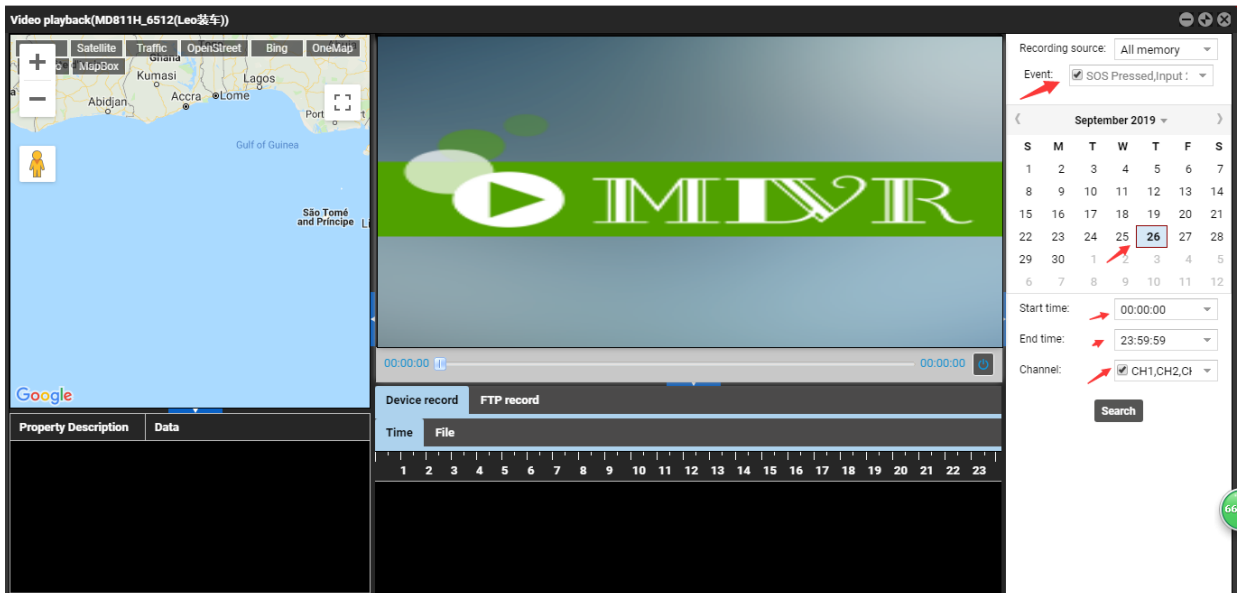 Video playback(MD811H_6512(Leo装车))
Satellite Traffic OpenStreet Bing OneMap
MapBox
Ghana
Kumasi
Lagos
Accra Lome
Abidjan
Port
Gulf of Guinea
São Tomé
and Príncipe
Google
Property Description Data
MDVR
00:00:00 00:00:00
Device record FTP record
Time File
1 2 3 4 5 6 7 8 9 10 11 12 13 14 15 16 17 18 19 20 21 22 23
Recording source: All memory
Event: SOS Pressed,Input
September 2019
S M T W T F S
1 2 3 4 5 6 7
8 9 10 11 12 13 14
15 16 17 18 19 20 21
22 23 24 25 26 27 28
29 30 1 2 3 4 5
6 7 8 9 10 11 12
Start time: 00:00:00
End time: 23:59:59
Channel: CH1,CH2,CH
Search
66